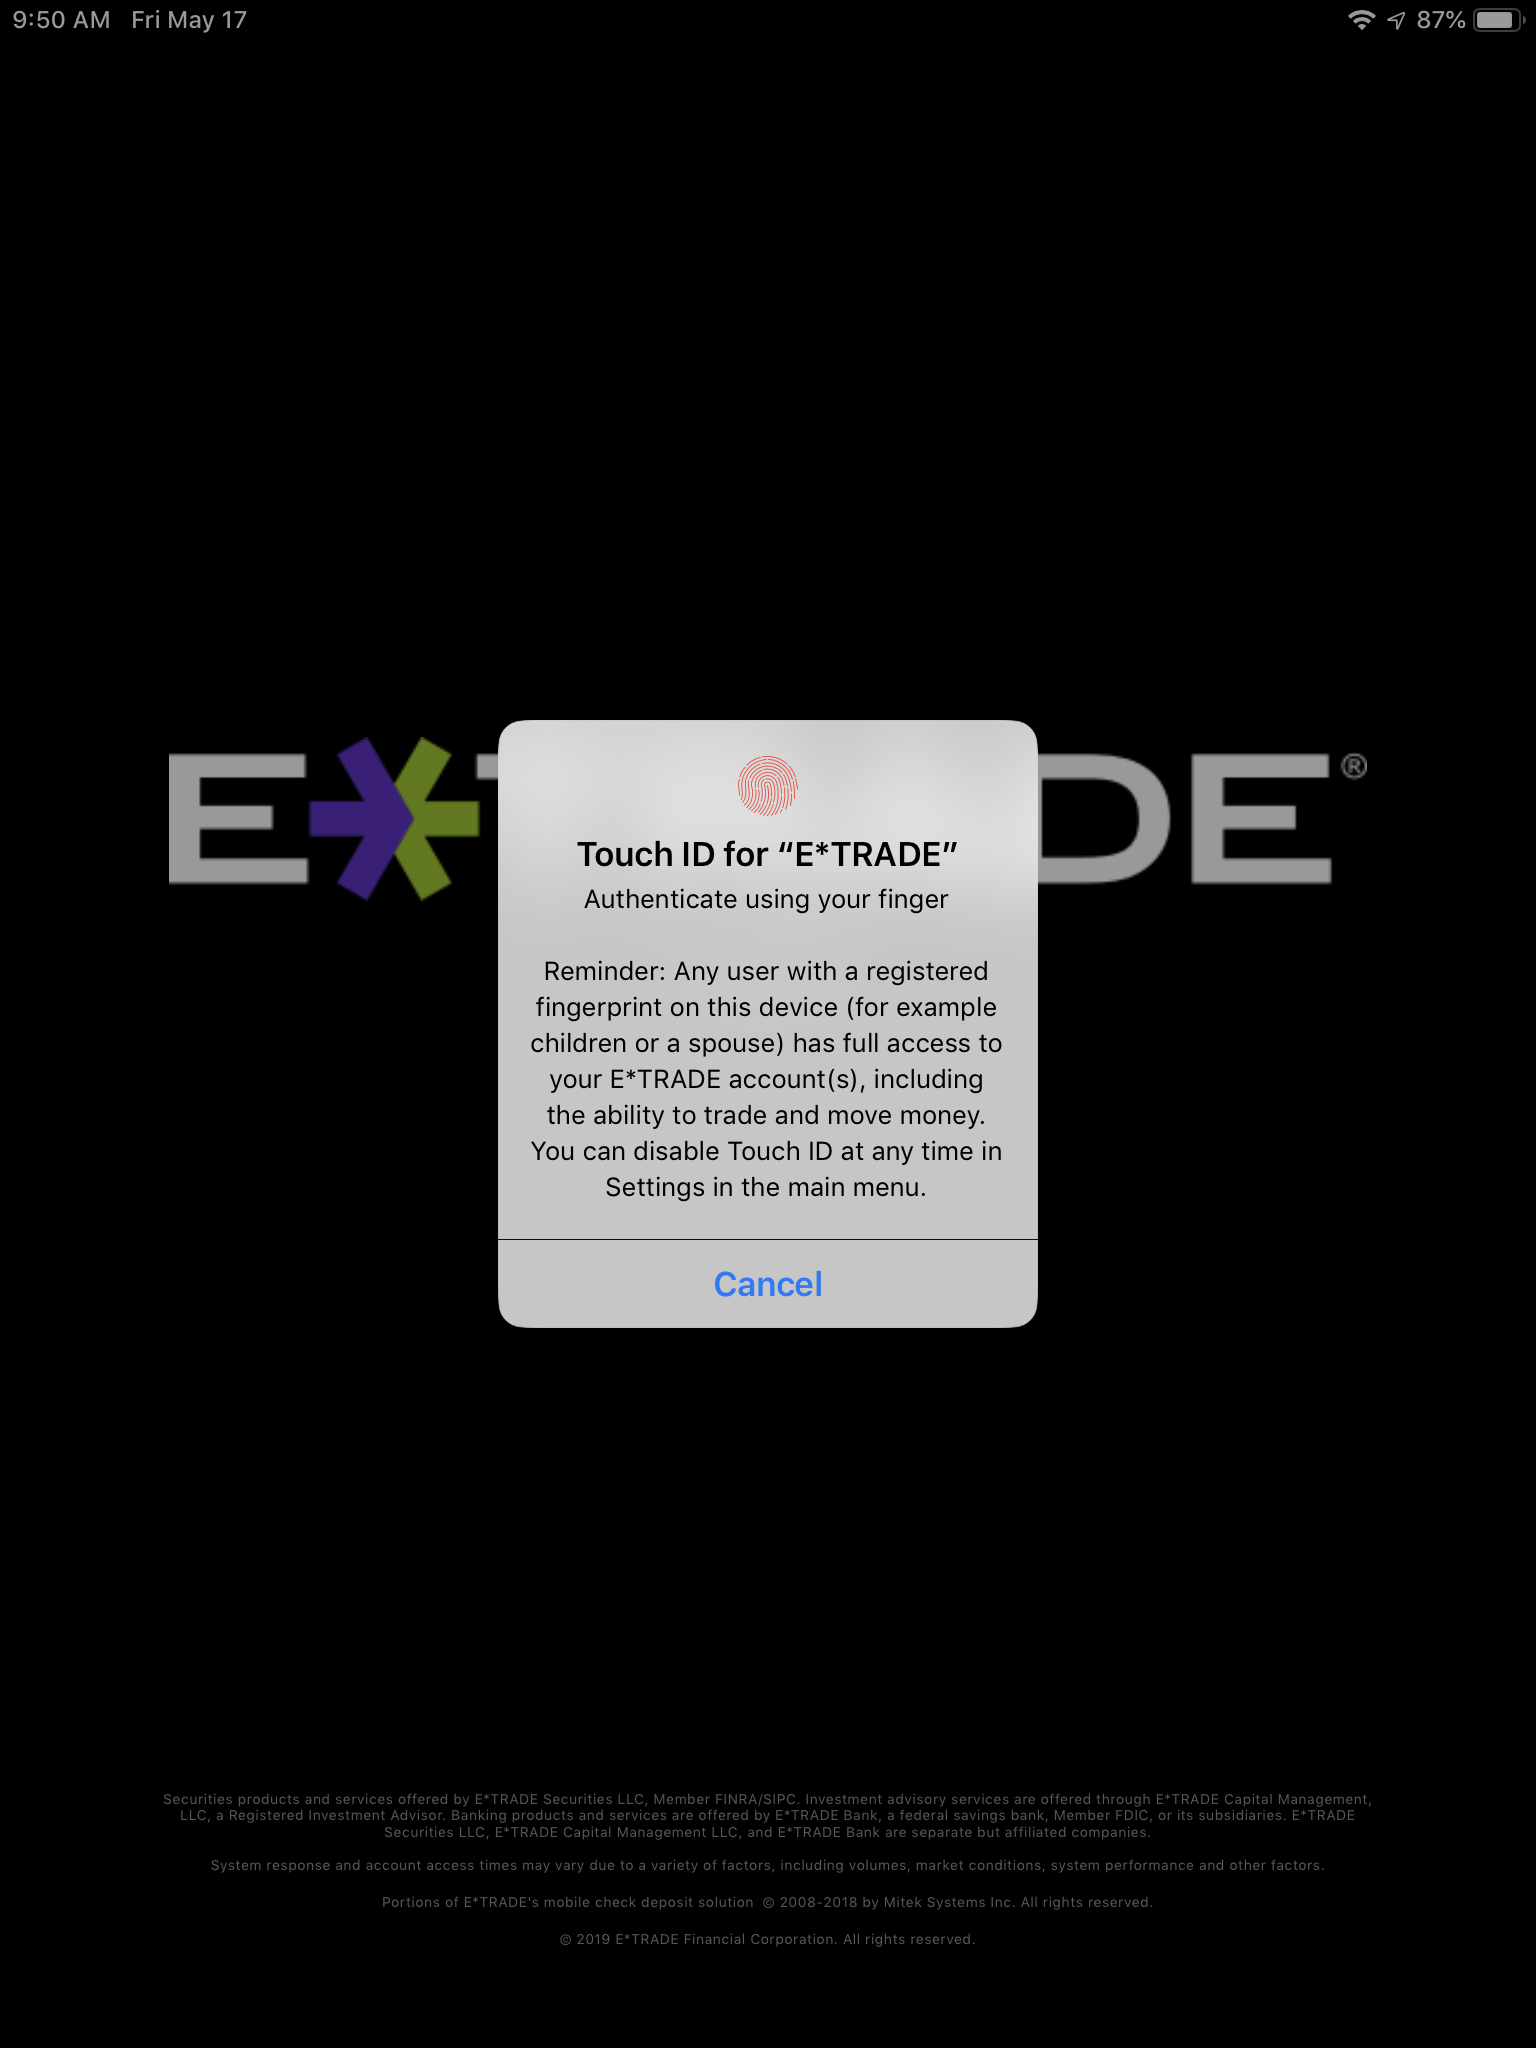 9:50 AM Fri May 17
87%
E*T DE®
Touch ID for “E*TRADE”
Authenticate using your finger
Reminder: Any user with a registered
fingerprint on this device (for example
children or a spouse) has full access to
your E*TRADE account(s), including
the ability to trade and move money.
You can disable Touch ID at any time in
Settings in the main menu.
Cancel
Securities products and services offered by E*TRADE Securities LLC, Member FINRA/SIPC. Investment advisory services are offered through E*TRADE Capital Management,
LLC, a Registered Investment Advisor. Banking products and services are offered by E*TRADE Bank, a federal savings bank, Member FDIC, or its subsidiaries. E*TRADE
Securities LLC, E*TRADE Capital Management LLC, and E*TRADE Bank are separate but affiliated companies.
System response and account access times may vary due to a variety of factors, including volumes, market conditions, system performance and other factors.
Portions of E*TRADE's mobile check deposit solution © 2008-2018 by Mitek Systems Inc. All rights reserved.
© 2019 E*TRADE Financial Corporation. All rights reserved.